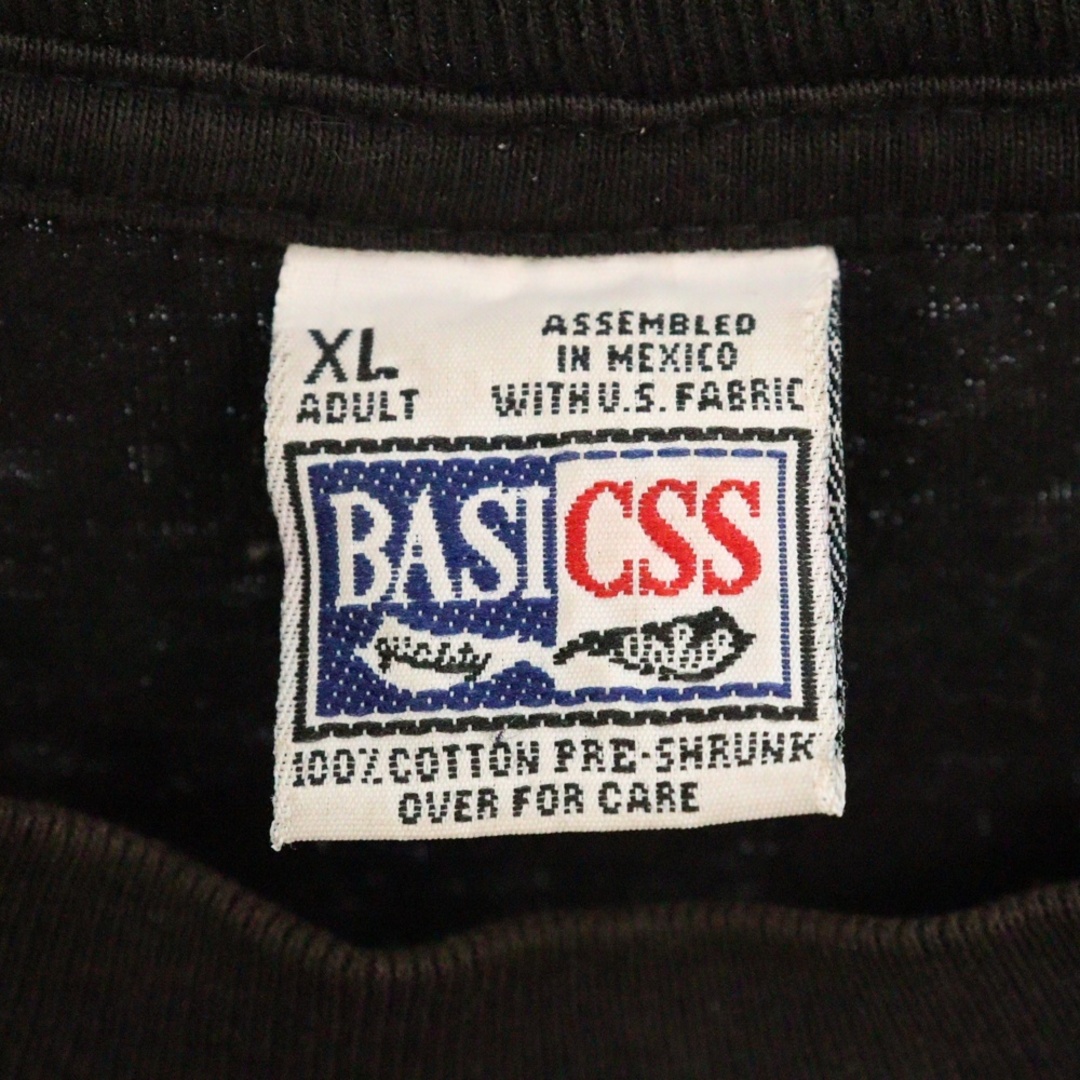 XL
ADULT
ASSEMBLED
IN MEXICO
WITH U.S. FABRIC
BASICSS
100% COTTON PRE-SHRUNK
OVER FOR CARE